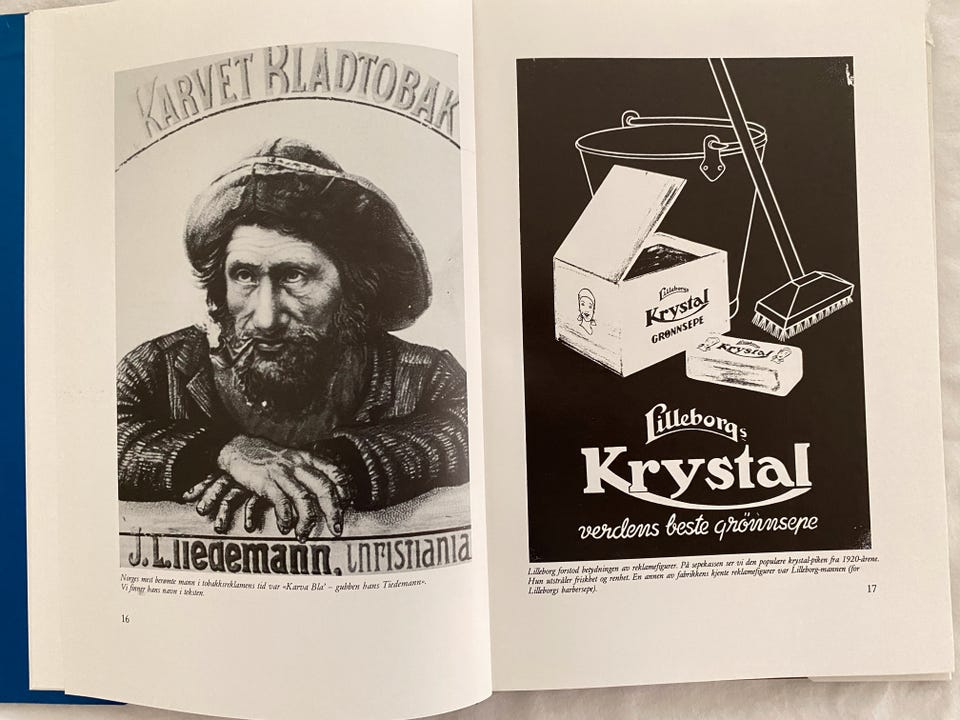 KARVET BLADTOBAK
J.L. Tiedemann. Christiania
Norges mest berømte mann i tobakksreklamens tid var «Karva Bla' – gubben hans Tiedemann«.
Vi finner hans navn i teksten.
16
Lilleborgs
Krystal
GRØNNSEPE
Lilleborgs
Krystal
Lilleborgs
Krystal
verdens beste grönnsepe
Lilleborg forstod betydningen av reklamefigurer. På sepekassen ser vi den populære krystal-piken fra 1920-årene.
Hun utstråler friskhet og renhet. En annen av fabrikkens kjente reklamefigurer var Lilleborg-mannen (for
Lilleborgs barbersepe).
17